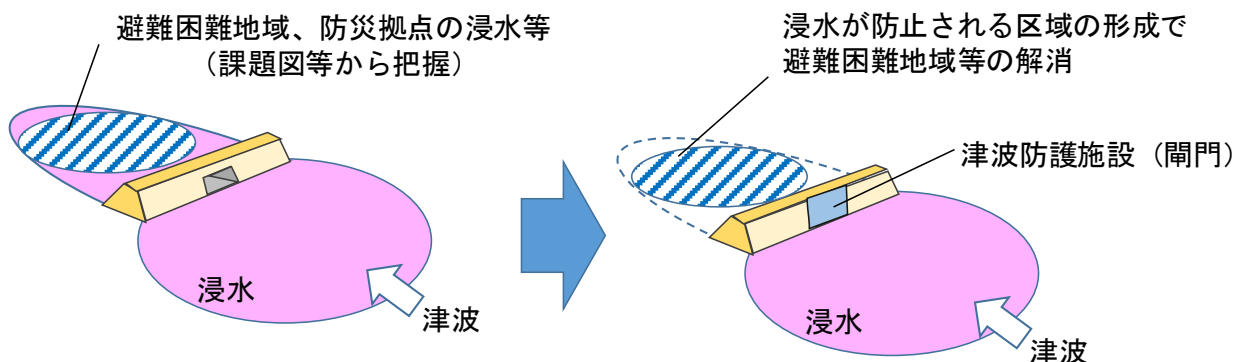 避難困難地域、防災拠点の浸水等
（課題図等から把握）
浸水
津波
浸水が防止される区域の形成で
避難困難地域等の解消
津波防護施設（閘門）
浸水
津波